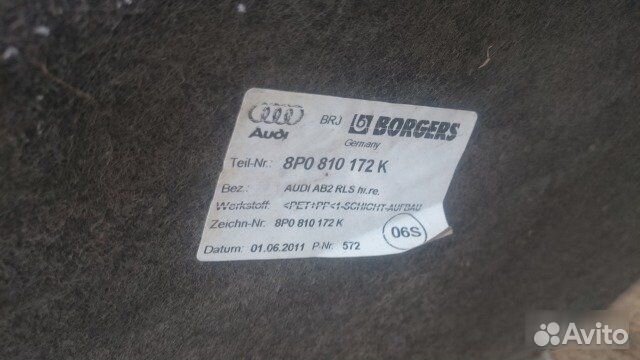 Audi BRJ BORGERS
Germany
Teil-Nr.: 8P0 810 172 K
Bez.: AUDI AB2 RLS hi.re.
Werkstoff: <PET+PP<1-SCHICHT-AUFBAU
Zeichn-Nr. 8P0 810 172 K
06S
Datum: 01.06.2011 P-Nr. 572
Avito